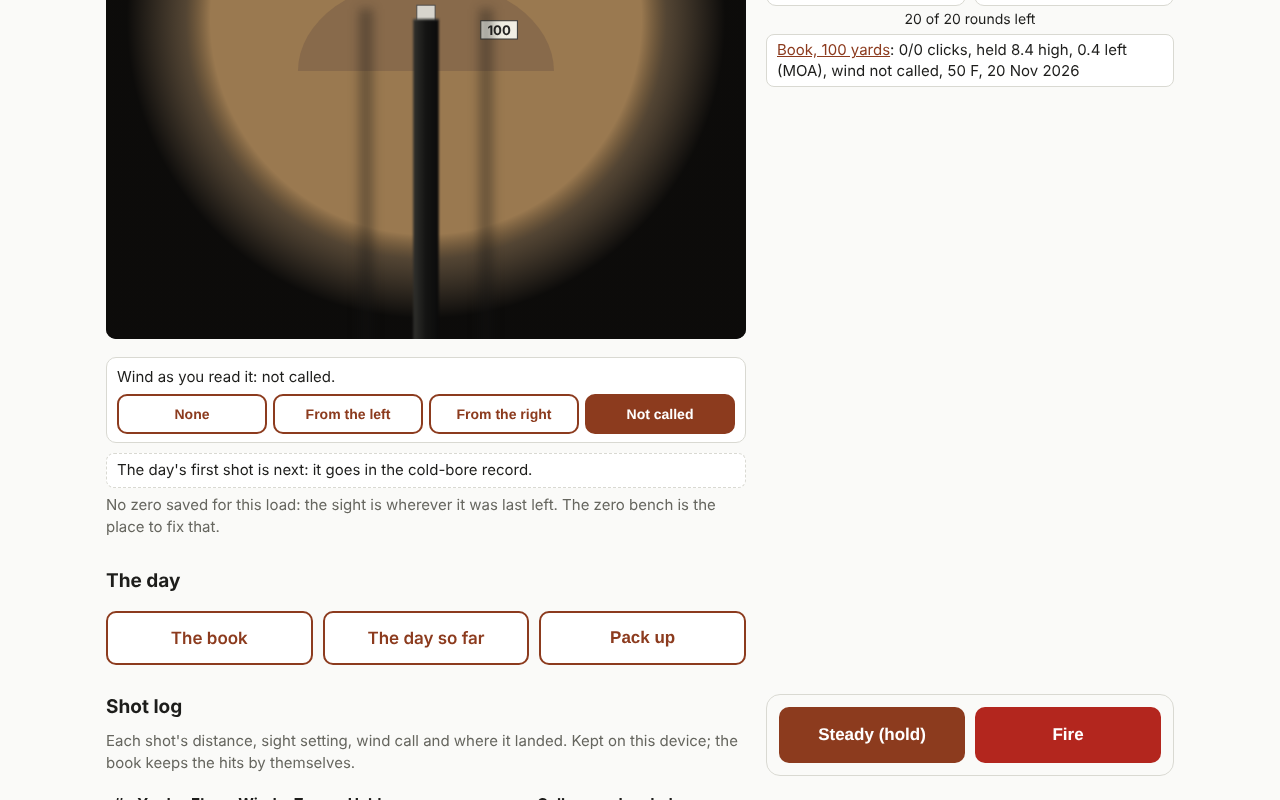 100
20 of 20 rounds left
Book, 100 yards: 0/0 clicks, held 8.4 high, 0.4 left
(MOA), wind not called, 50 F, 20 Nov 2026
Wind as you read it: not called.
None
From the left
From the right
Not called
The day's first shot is next: it goes in the cold-bore record.
No zero saved for this load: the sight is wherever it was last left. The zero bench is the
place to fix that.
The day
The book
The day so far
Pack up
Shot log
Each shot's distance, sight setting, wind call and where it landed. Kept on this device; the
book keeps the hits by themselves.
Steady (hold)
Fire